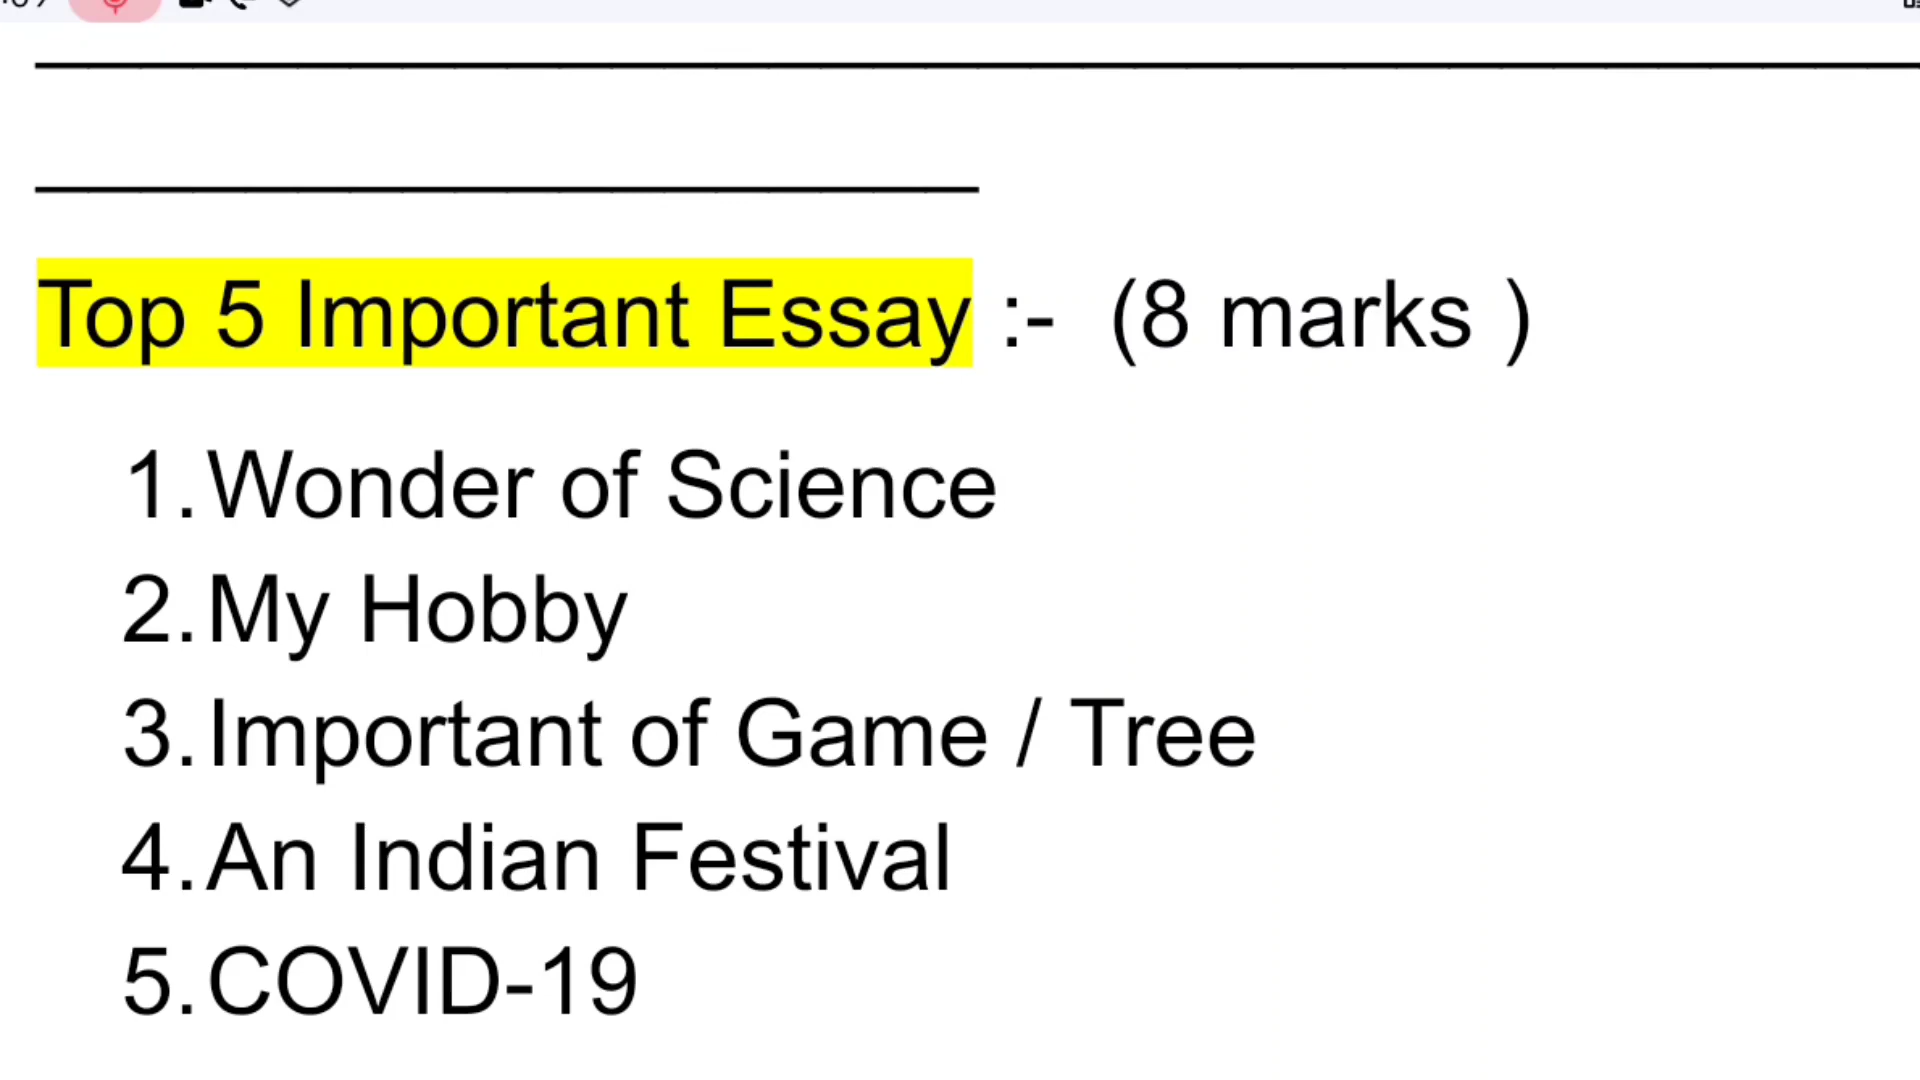 Top 5 Important Essay :- (8 marks )
1. Wonder of Science
2. My Hobby
3. Important of Game / Tree
4. An Indian Festival
5. COVID-19